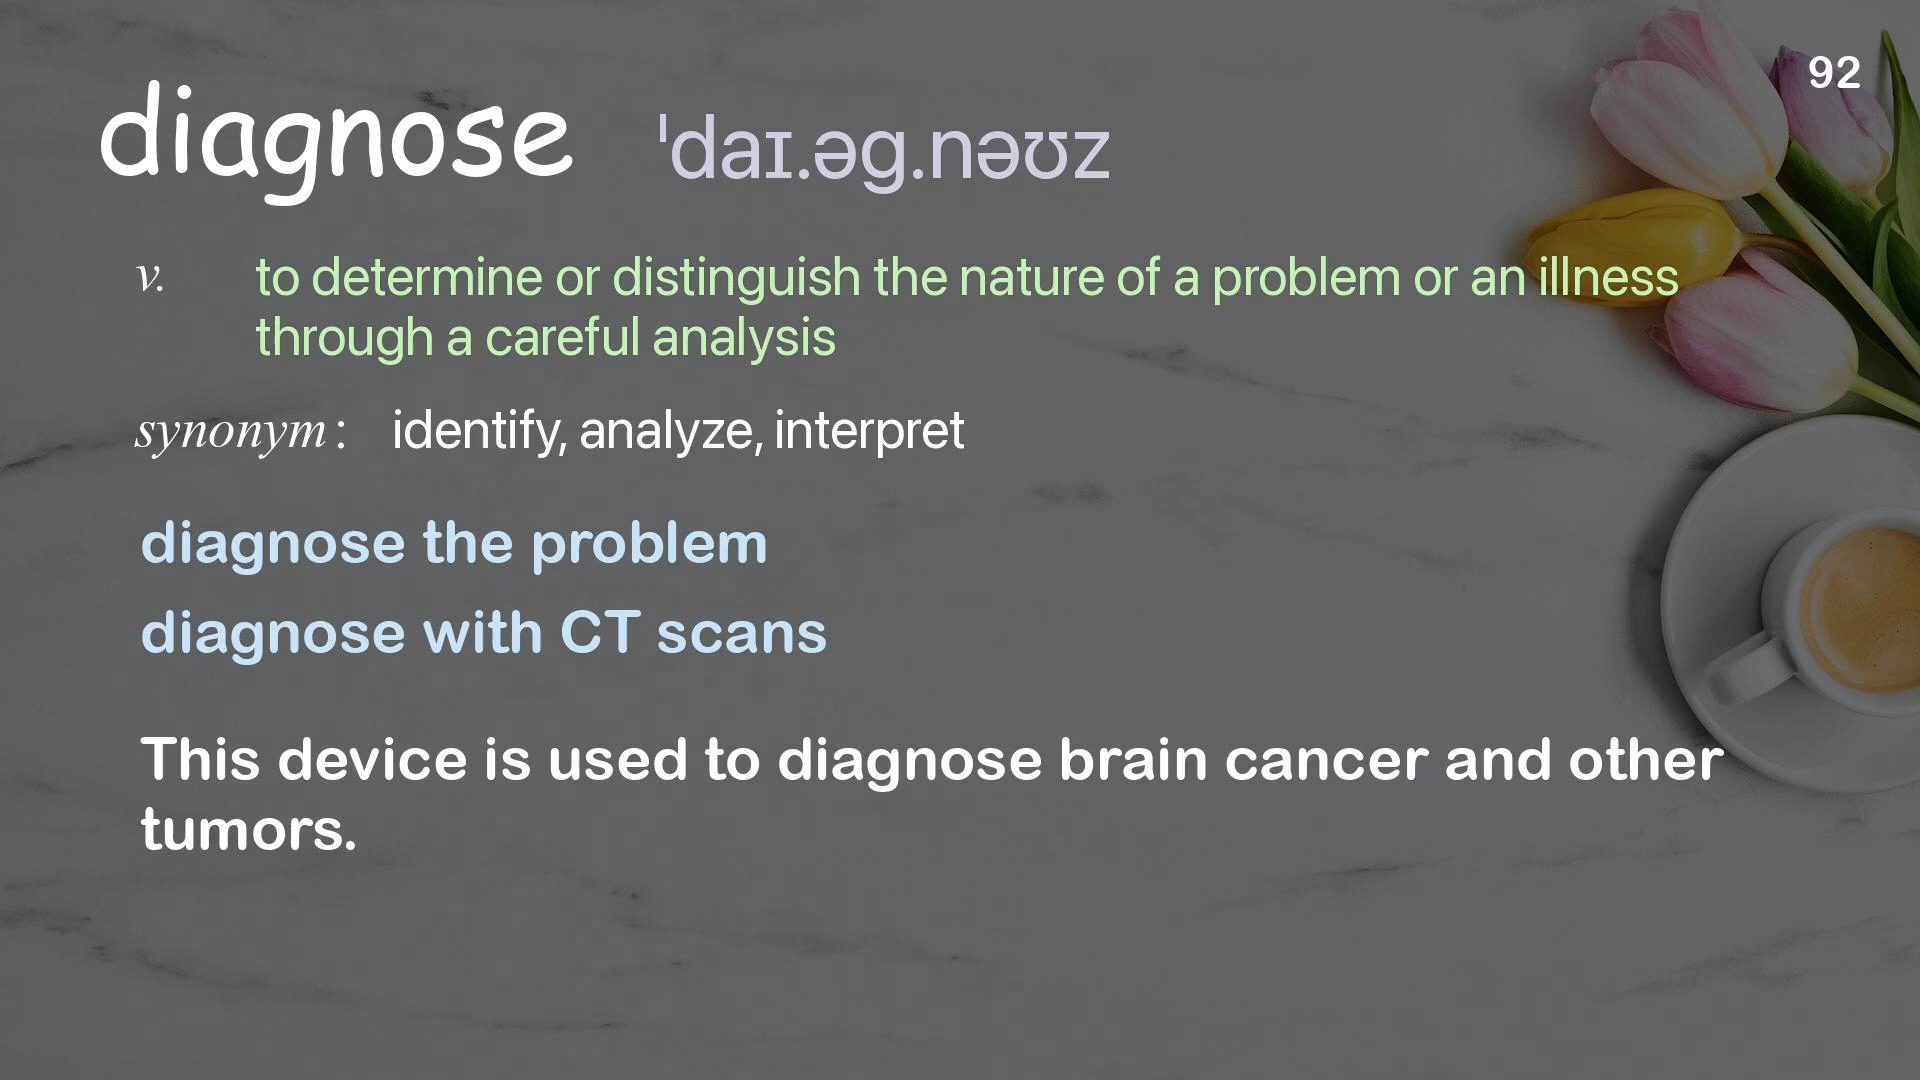 92
diagnose ˈdaɪ.əg.nəʊz
v. to determine or distinguish the nature of a problem or an illness
through a careful analysis
synonym: identify, analyze, interpret
diagnose the problem
diagnose with CT scans
This device is used to diagnose brain cancer and other
tumors.